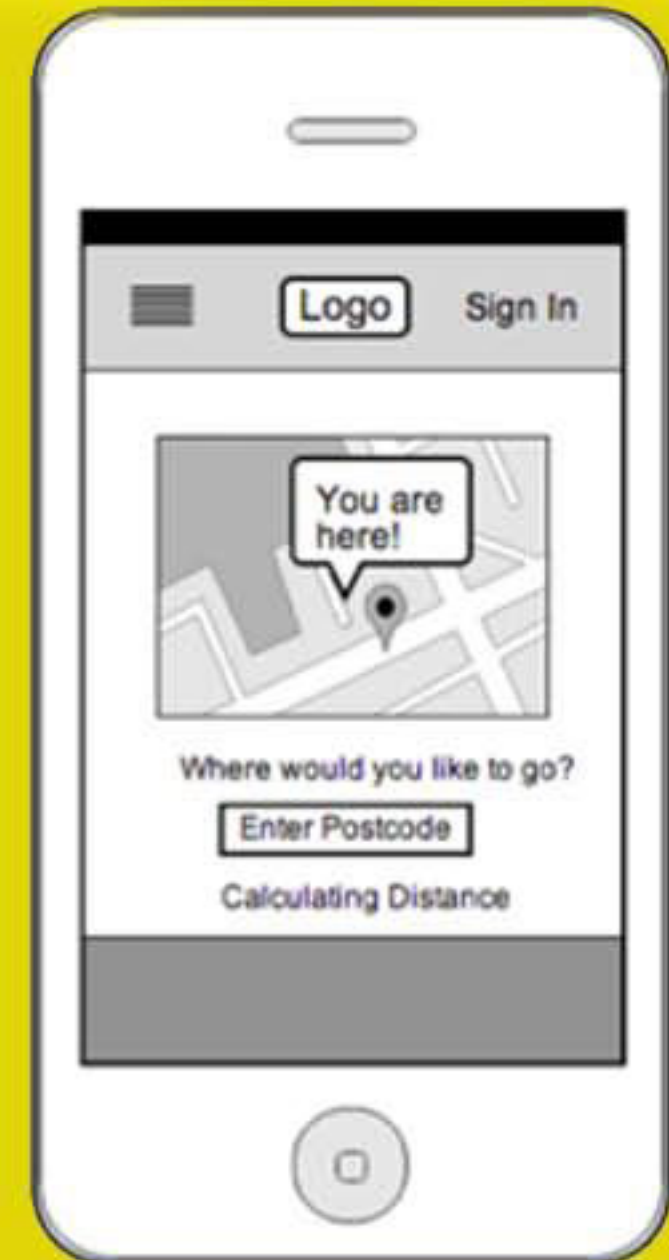 Logo
Sign In
You are
here!
Where would you like to go?
Enter Postcode
Calculating Distance